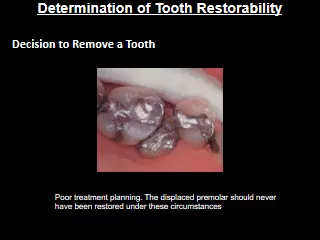 Determination of Tooth Restorability
Decision to Remove a Tooth
Poor treatment planning. The displaced premolar should never
have been restored under these circumstances